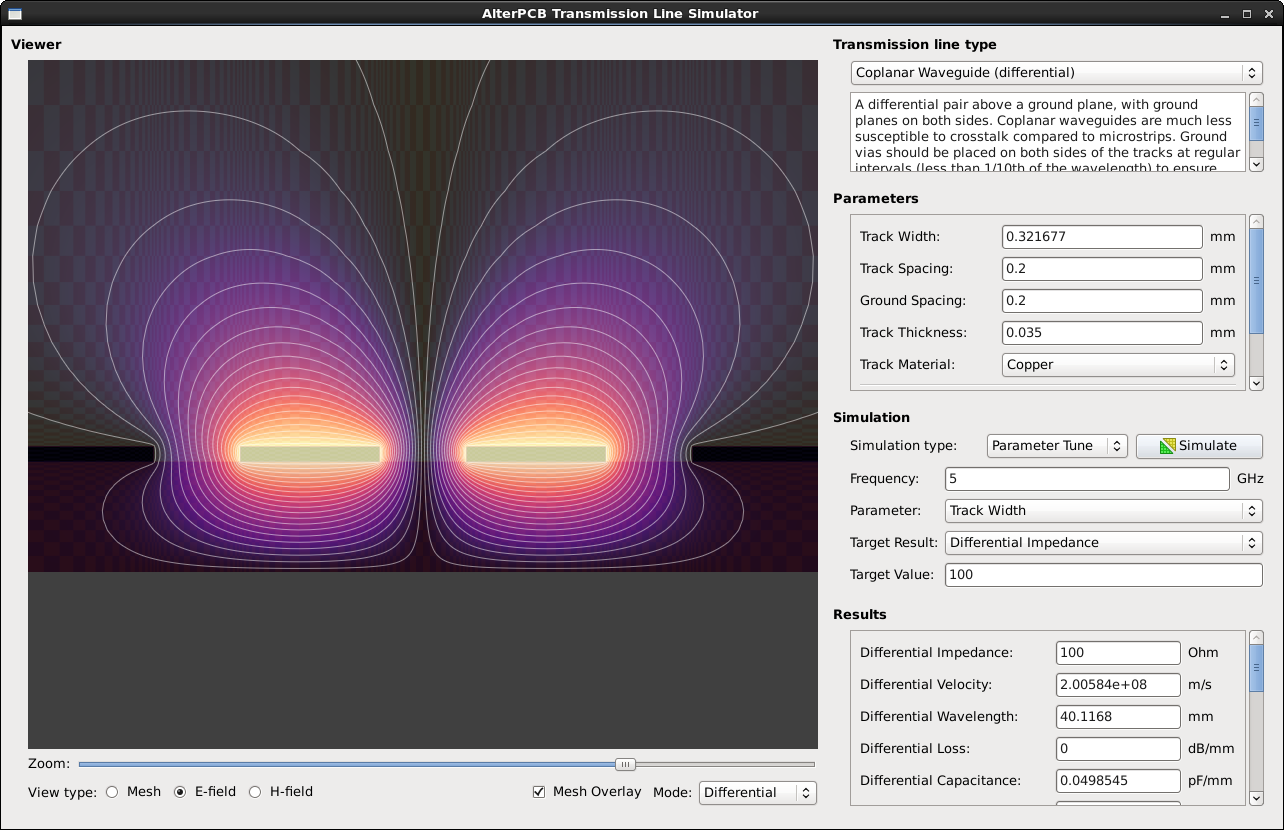 AlterPCB Transmission Line Simulator
Viewer
Zoom:
View type: Mesh E-field H-field
Mesh Overlay Mode: Differential
Transmission line type
Coplanar Waveguide (differential)
A differential pair above a ground plane, with ground
planes on both sides. Coplanar waveguides are much less
susceptible to crosstalk compared to microstrips. Ground
vias should be placed on both sides of the tracks at regular
intervals (less than 1/10th of the wavelength) to ensure
Parameters
Track Width: 0.321677 mm
Track Spacing: 0.2 mm
Ground Spacing: 0.2 mm
Track Thickness: 0.035 mm
Track Material: Copper
Simulation
Simulation type: Parameter Tune Simulate
Frequency: 5 GHz
Parameter: Track Width
Target Result: Differential Impedance
Target Value: 100
Results
Differential Impedance: 100 Ohm
Differential Velocity: 2.00584e+08 m/s
Differential Wavelength: 40.1168 mm
Differential Loss: 0 dB/mm
Differential Capacitance: 0.0498545 pF/mm